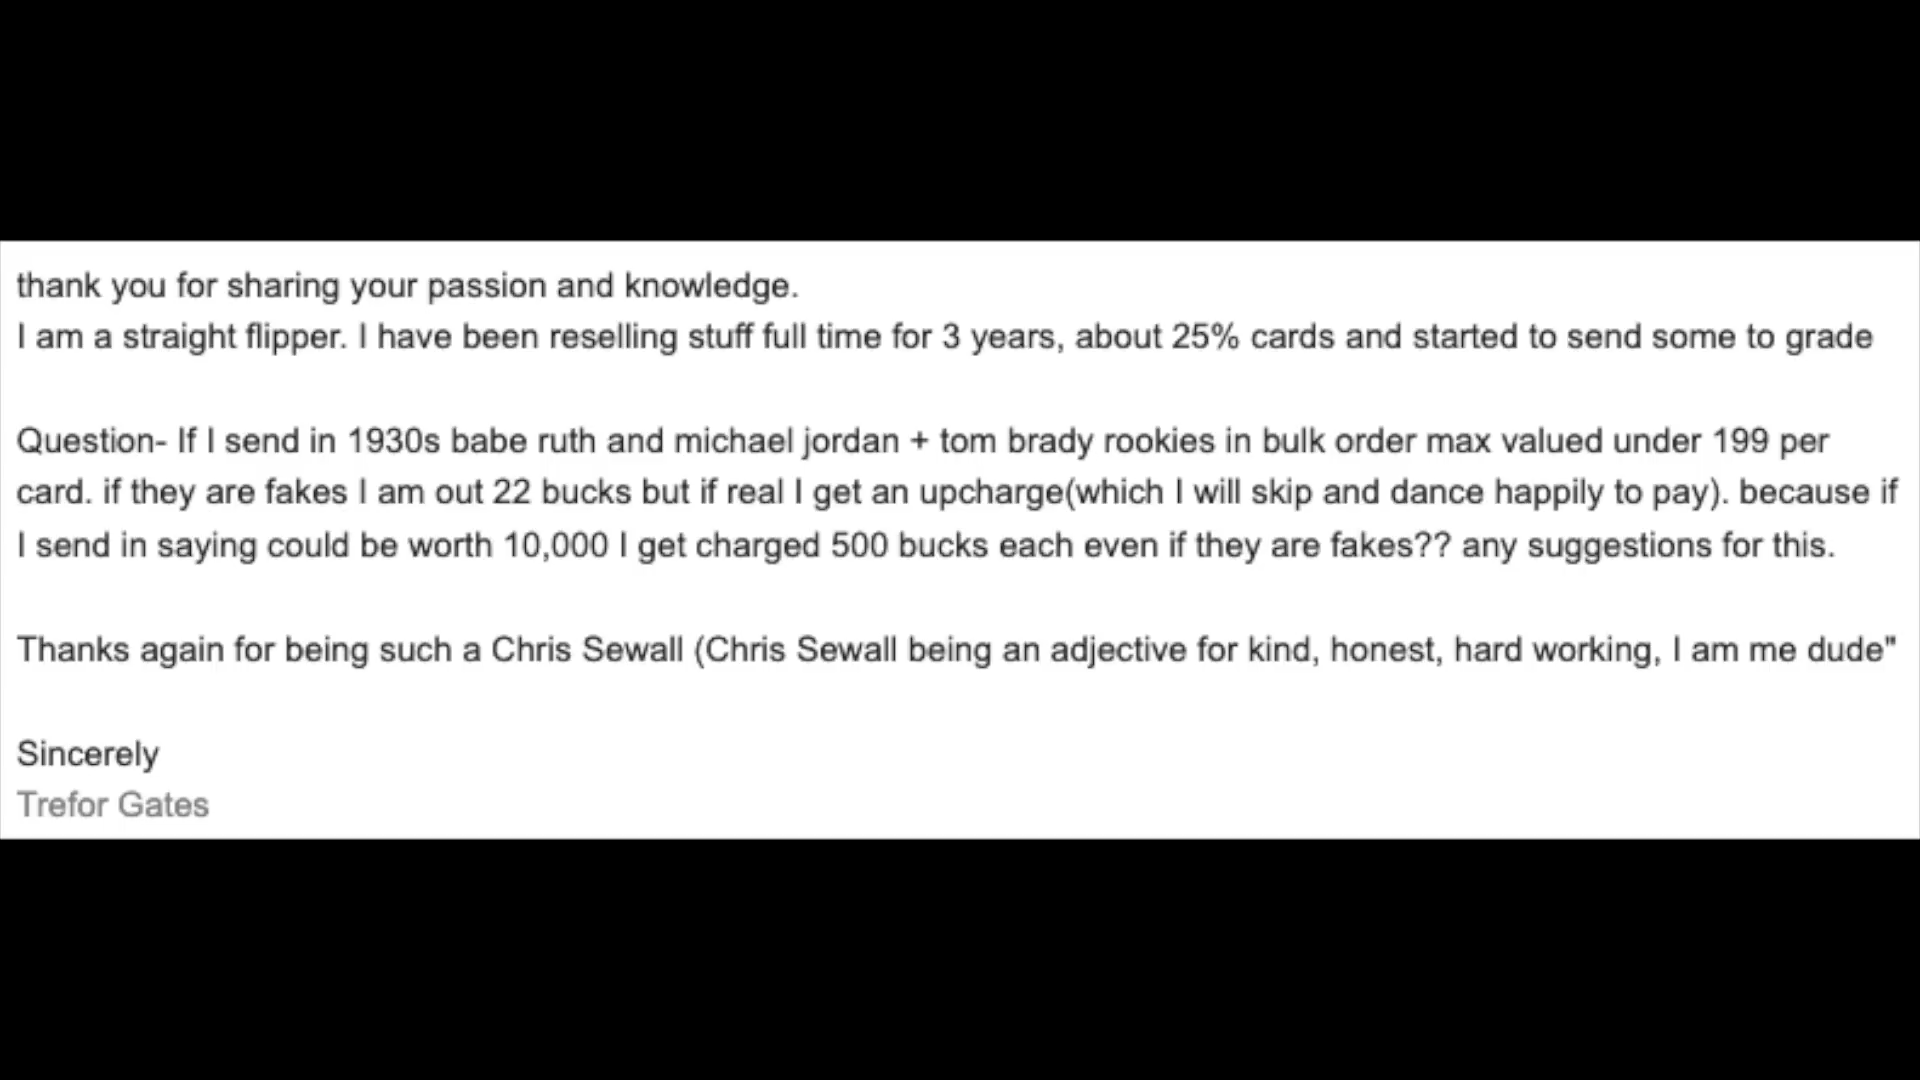 thank you for sharing your passion and knowledge.
I am a straight flipper. I have been reselling stuff full time for 3 years, about 25% cards and started to send some to grade
Question- If I send in 1930s babe ruth and michael jordan + tom brady rookies in bulk order max valued under 199 per
card. if they are fakes I am out 22 bucks but if real I get an upcharge(which I will skip and dance happily to pay). because if
I send in saying could be worth 10,000 I get charged 500 bucks each even if they are fakes?? any suggestions for this.
Thanks again for being such a Chris Sewall (Chris Sewall being an adjective for kind, honest, hard working, I am me dude"
Sincerely
Trefor Gates